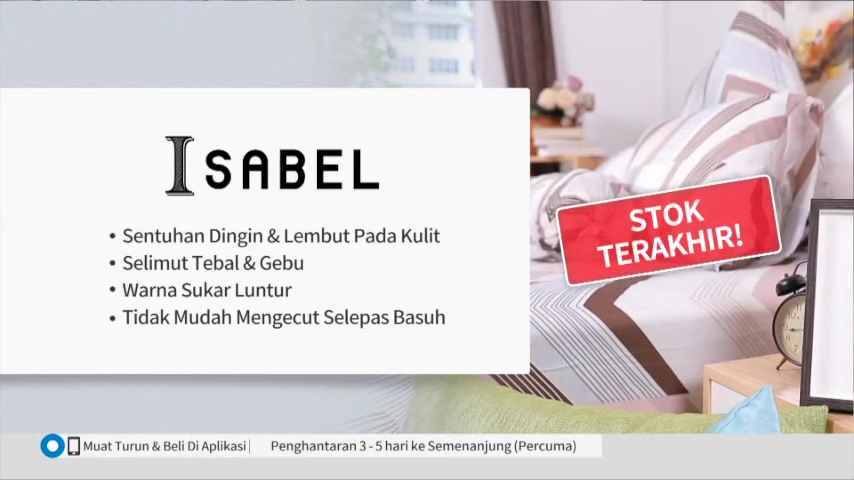 ISABEL
• Sentuhan Dingin & Lembut Pada Kulit
• Selimut Tebal & Gebu
• Warna Sukar Luntur
• Tidak Mudah Mengecut Selepas Basuh
STOK
TERAKHIR!
Muat Turun & Beli Di Aplikasi | Penghantaran 3 - 5 hari ke Semenanjung (Percuma)